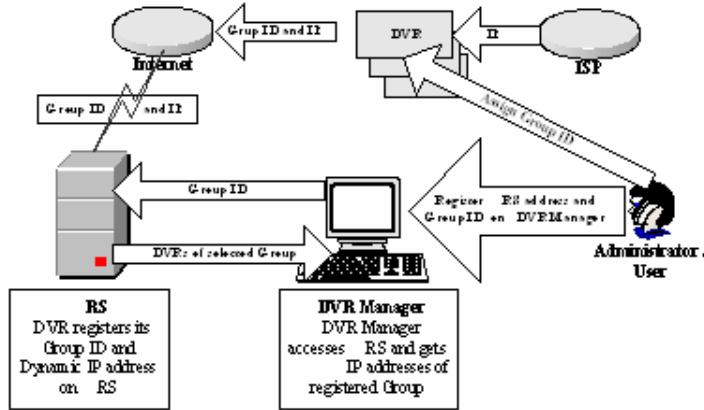 Group ID and IP
DVR
IP
Internet
ISP
Group ID and IP
Assign Group ID
Group ID
Register RS address and
Group ID on DVR Manager
DVRs of selected Group
Administrator /
User
RS
DVR registers its
Group ID and
Dynamic IP address
on RS
DVR Manager
DVR Manager
accesses RS and gets
IP addresses of
registered Group